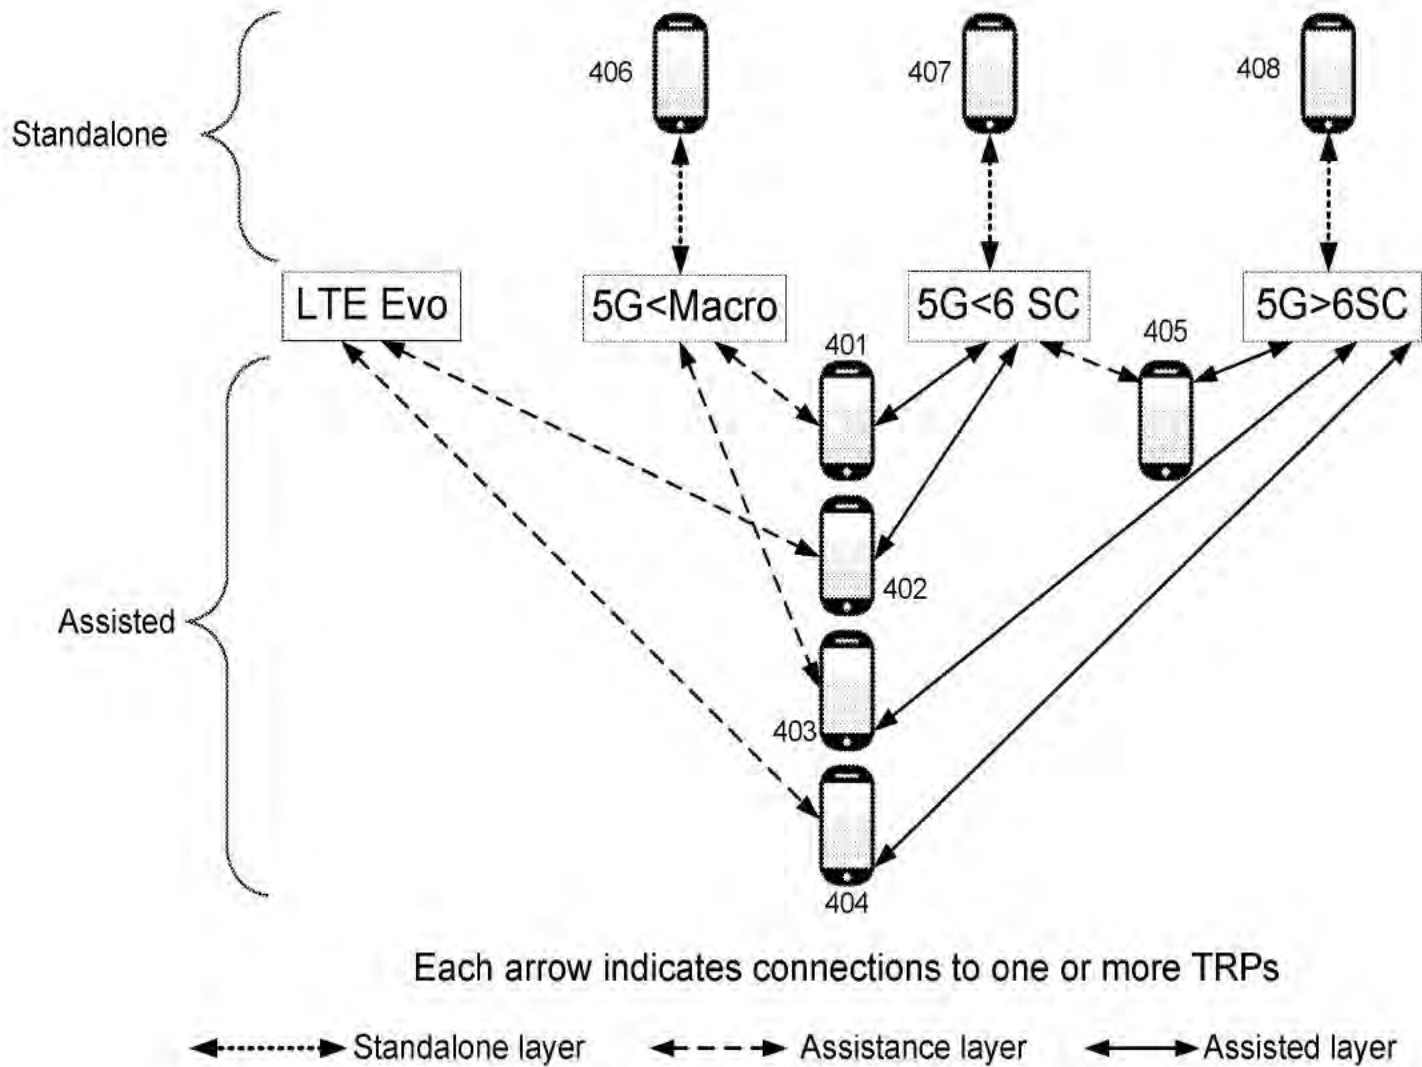 406
407
408
Standalone
LTE Evo
5G<Macro
5G<6 SC
5G>6SC
401
405
402
Assisted
403
404
Each arrow indicates connections to one or more TRPs
Standalone layer
Assistance layer
Assisted layer